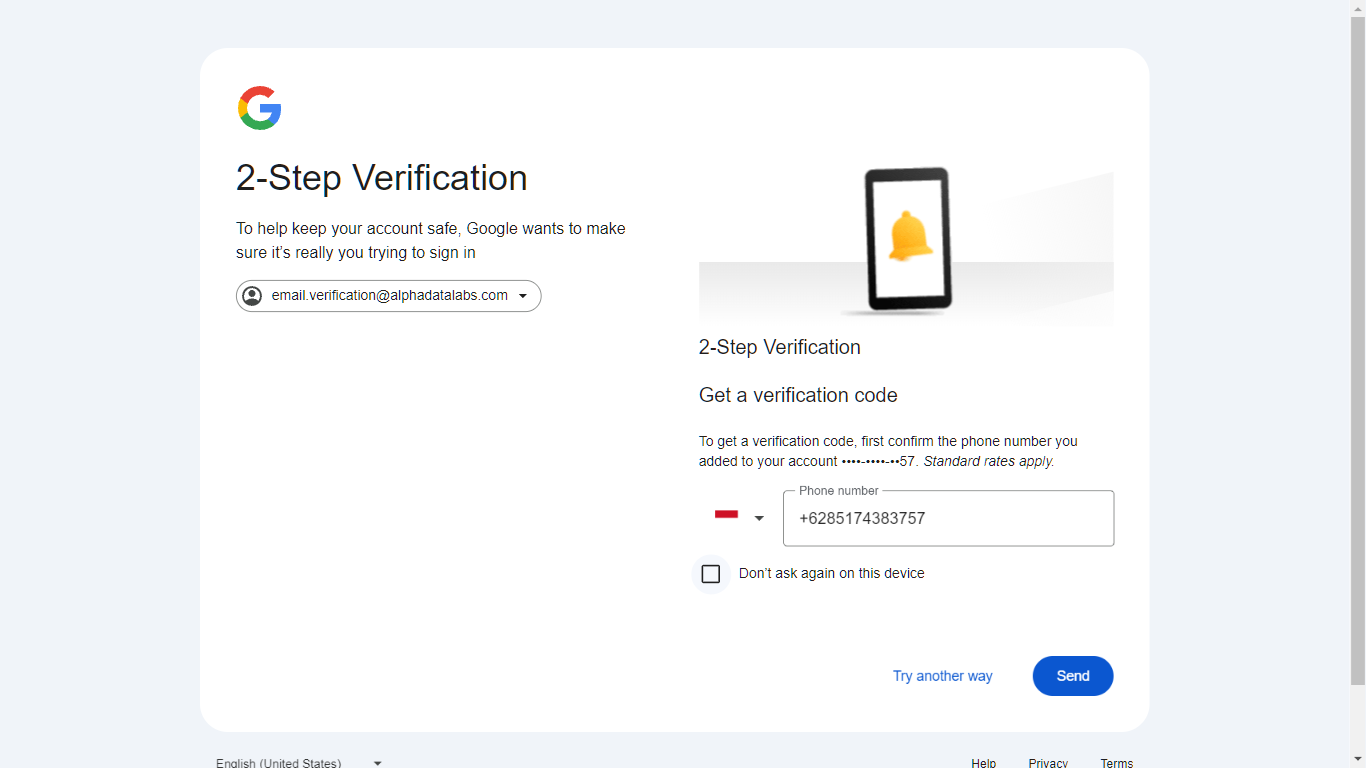 2-Step Verification
To help keep your account safe, Google wants to make
sure it’s really you trying to sign in
email.verification@alphadatalabs.com
2-Step Verification
Get a verification code
To get a verification code, first confirm the phone number you
added to your account ••••-••••-••57. Standard rates apply.
Phone number
+6285174383757
Don’t ask again on this device
Try another way
Send
English (United States)
Help
Privacy
Terms